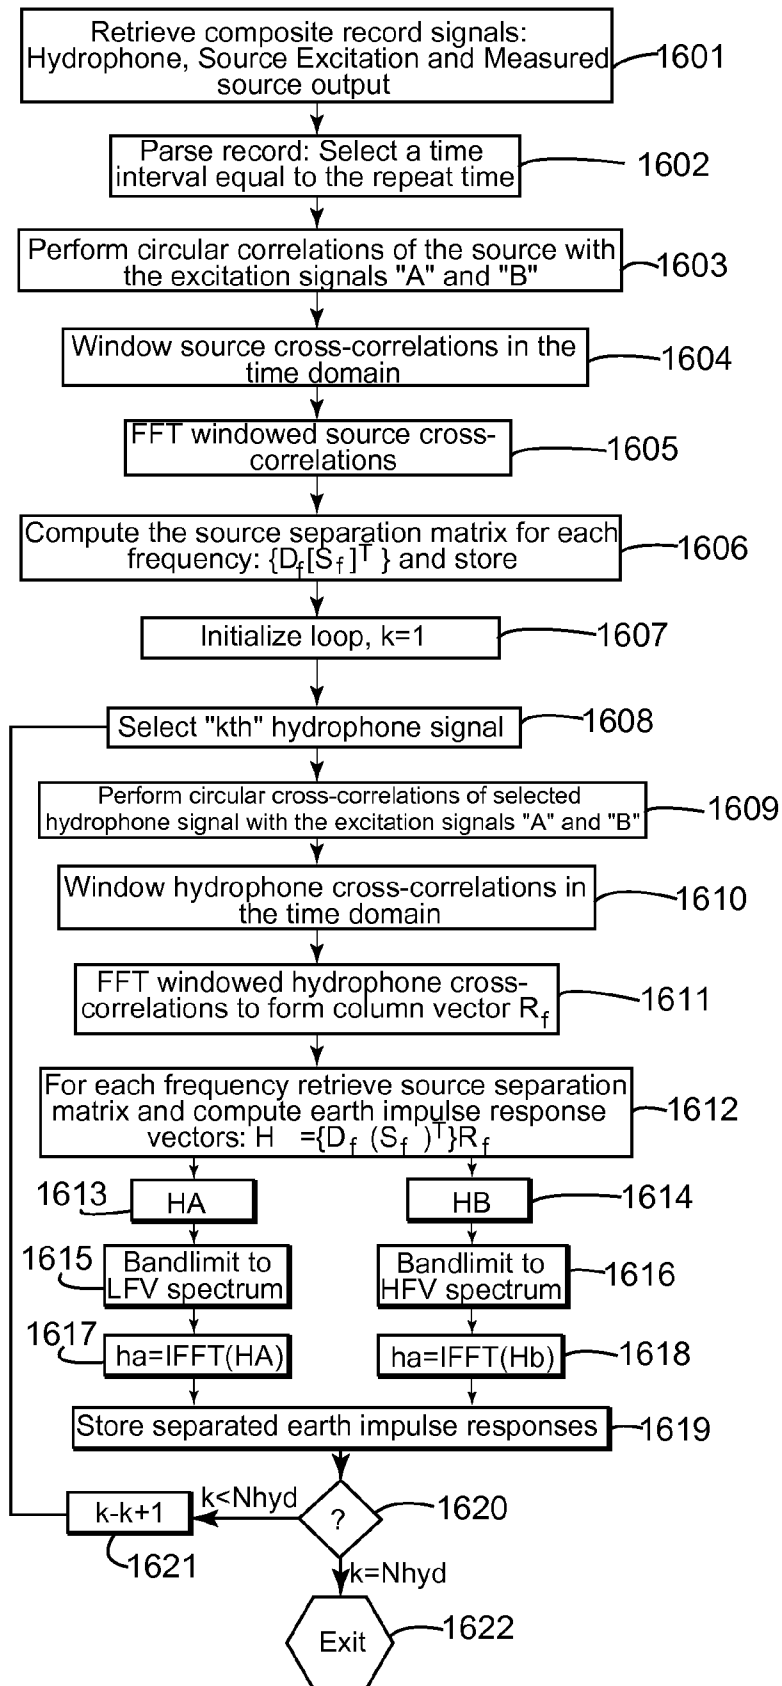 Retrieve composite record signals:
Hydrophone, Source Excitation and Measured
source output
1601
Parse record: Select a time
interval equal to the repeat time
1602
Perform circular correlations of the source with
the excitation signals "A" and "B"
1603
Window source cross-correlations in the
time domain
1604
FFT windowed source cross-
correlations
1605
Compute the source separation matrix for each
frequency: {D_f[S_f]^T } and store
1606
Initialize loop, k=1
1607
Select "kth" hydrophone signal
1608
Perform circular cross-correlations of selected
hydrophone signal with the excitation signals "A" and "B"
1609
Window hydrophone cross-correlations in
the time domain
1610
FFT windowed hydrophone cross-
correlations to form column vector R_f
1611
For each frequency retrieve source separation
matrix and compute earth impulse response
vectors: H ={D_f (S_f )^T}R_f
1612
1613
HA
HB
1614
1615
Bandlimit to
LFV spectrum
Bandlimit to
HFV spectrum
1616
1617
ha=IFFT(HA)
ha=IFFT(Hb)
1618
Store separated earth impulse responses
1619
k<Nhyd
?
1620
k-k+1
1621
k=Nhyd
Exit
1622